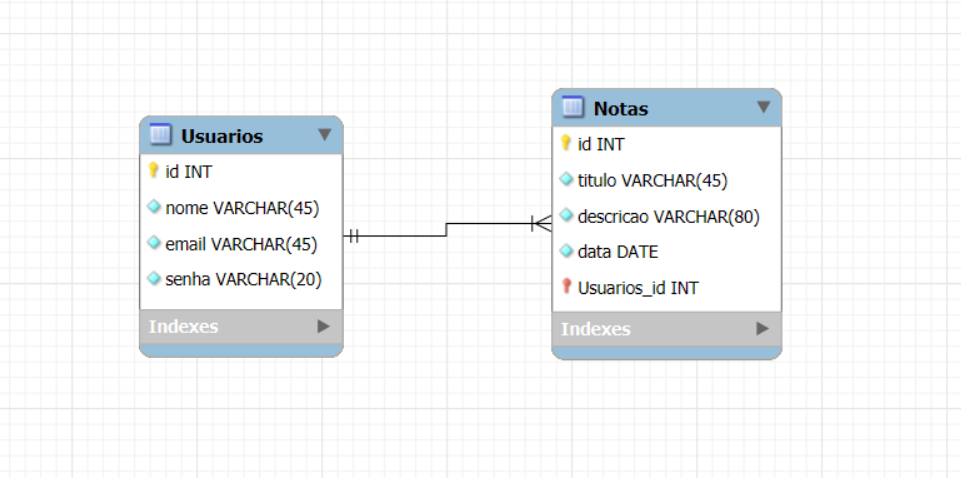 Usuarios
id INT
nome VARCHAR(45)
email VARCHAR(45)
senha VARCHAR(20)
Indexes
Notas
id INT
titulo VARCHAR(45)
descricao VARCHAR(80)
data DATE
Usuarios_id INT
Indexes